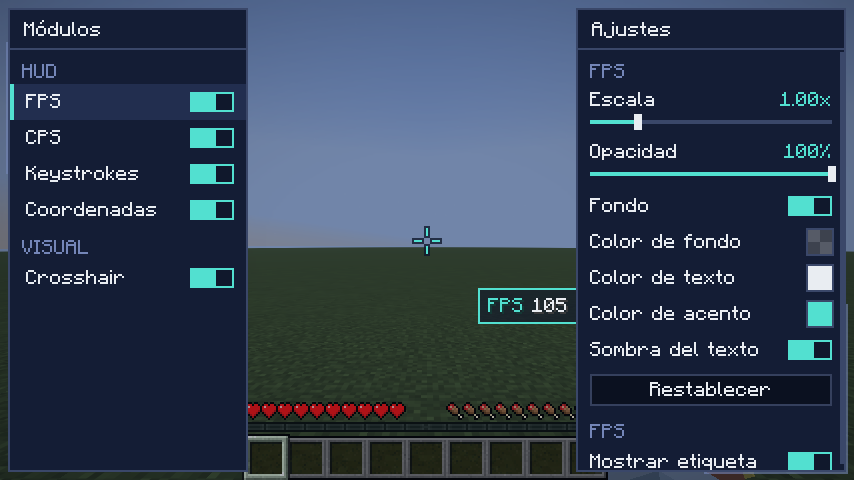 Módulos
HUD
FPS
CPS
Keystrokes
Coordenadas
VISUAL
Crosshair
FPS 105
Ajustes
FPS
Escala 1.00x
Opacidad 100%
Fondo
Color de fondo
Color de texto
Color de acento
Sombra del texto
Restablecer
FPS
Mostrar etiqueta